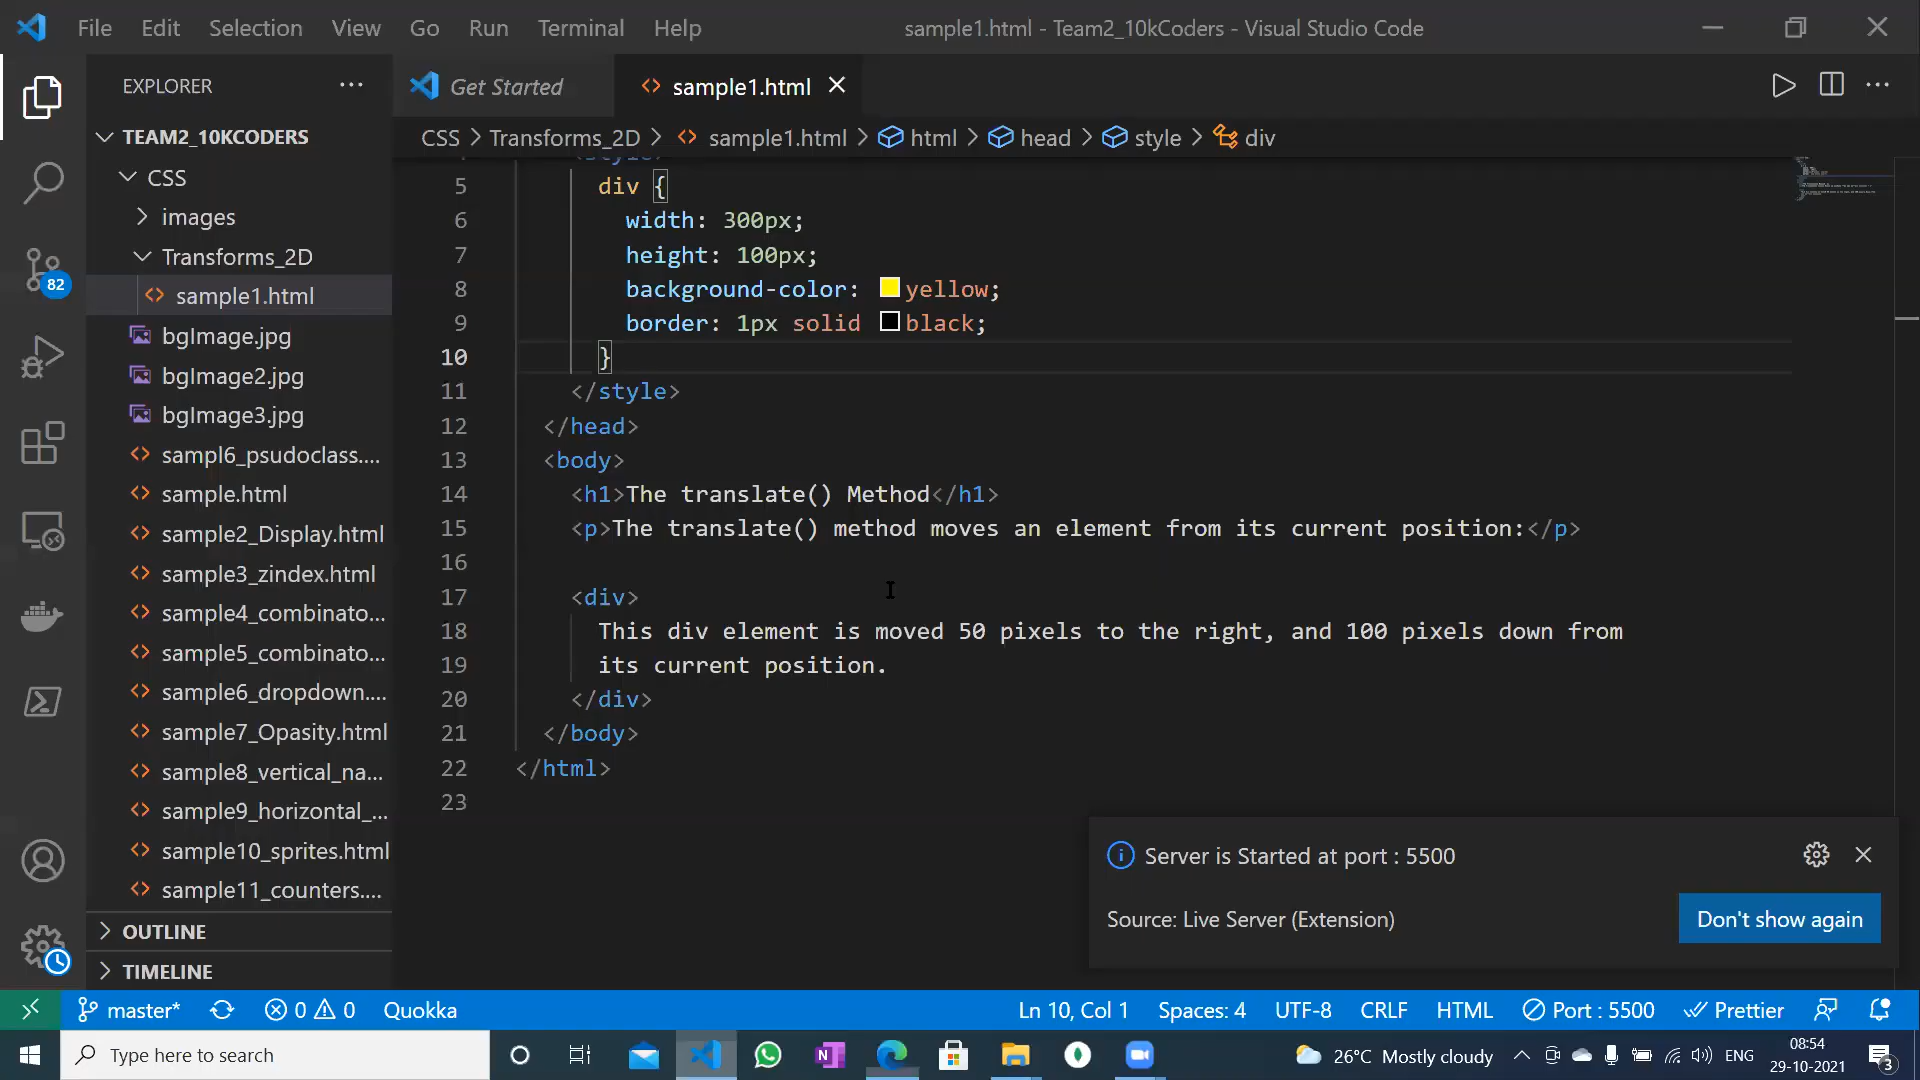 File Edit Selection View Go Run Terminal Help
sample1.html - Team2_10kCoders - Visual Studio Code
EXPLORER
Get Started
sample1.html
TEAM2_10KCODERS
CSS > Transforms_2D > sample1.html > html > head > style > div
CSS
images
Transforms_2D
sample1.html
bgImage.jpg
bgImage2.jpg
bgImage3.jpg
sampl6_psudoclass....
sample.html
sample2_Display.html
sample3_zindex.html
sample4_combinato...
sample5_combinato...
sample6_dropdown....
sample7_Opasity.html
sample8_vertical_na...
sample9_horizontal_...
sample10_sprites.html
sample11_counters....
OUTLINE
TIMELINE
82
<style>
5 div {
6 width: 300px;
7 height: 100px;
8 background-color: yellow;
9 border: 1px solid black;
10 }
11 </style>
12 </head>
13 <body>
14 <h1>The translate() Method</h1>
15 <p>The translate() method moves an element from its current position:</p>
16
17 <div>
18 This div element is moved 50 pixels to the right, and 100 pixels down from
19 its current position.
20 </div>
21 </body>
22 </html>
23
Server is Started at port : 5500
Source: Live Server (Extension)
Don't show again
master* 0 0 Quokka
Ln 10, Col 1 Spaces: 4 UTF-8 CRLF HTML Port : 5500 Prettier
Type here to search
26°C Mostly cloudy
ENG
08:54
29-10-2021
3